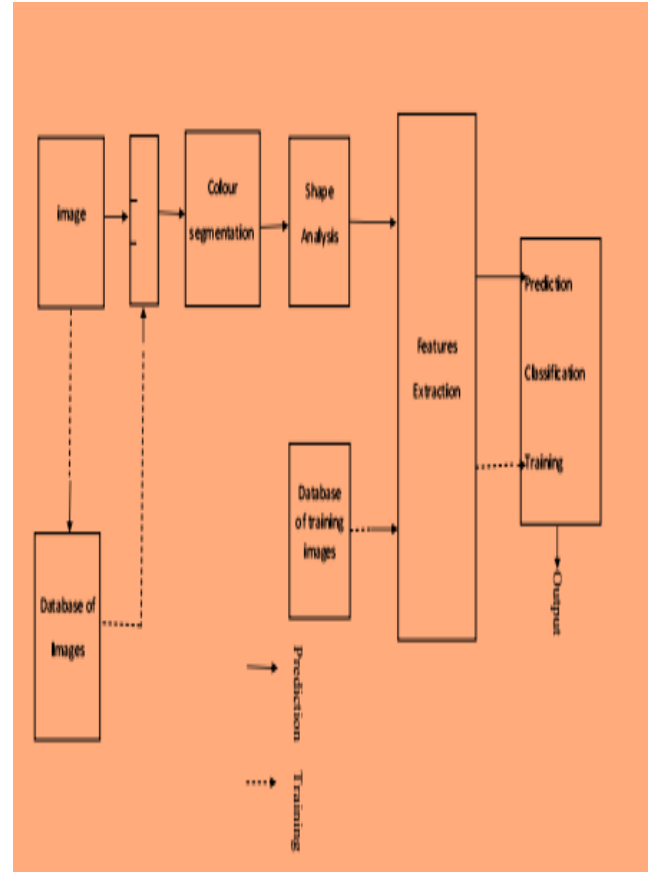 image
Colour
segmentation
Shape
Analysis
Features
Extraction
Prediction
Classification
Training
Database
of training
images
Database of
Images
Output
Prediction
Training